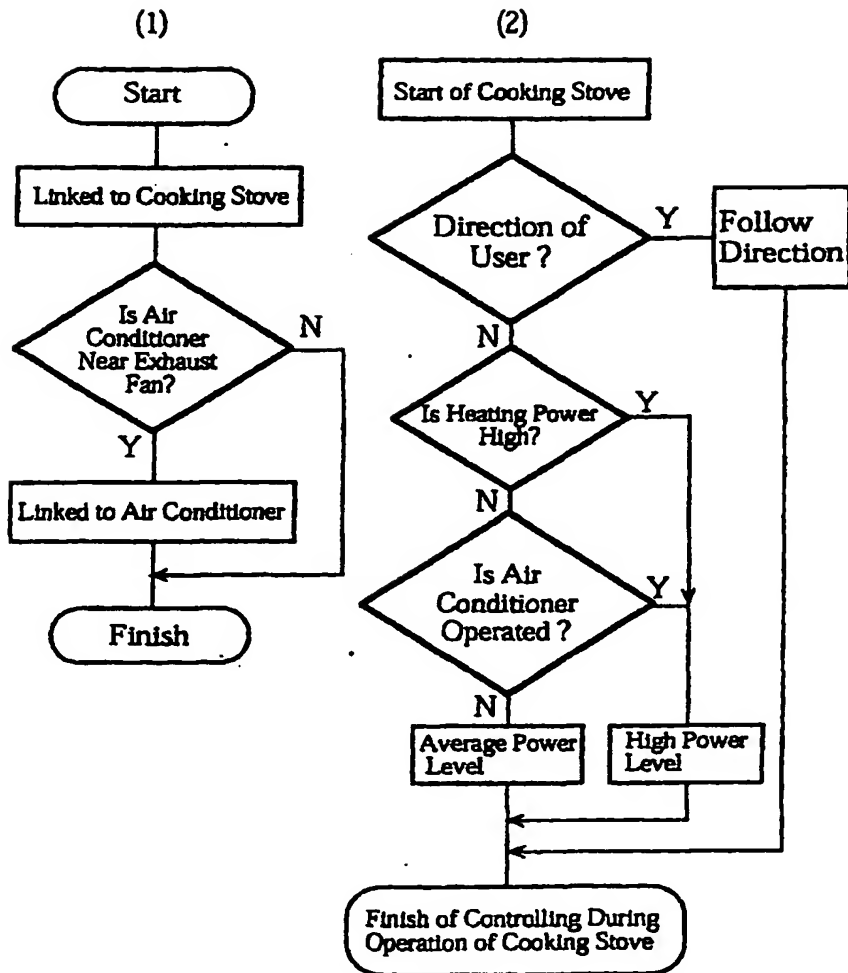 (1)
Start
Linked to Cooking Stove
Is Air
Conditioner
Near Exhaust
Fan?
N
Y
Linked to Air Conditioner
Finish
(2)
Start of Cooking Stove
Direction of
User ?
Y
Follow
Direction
N
Is Heating Power
High?
Y
N
Is Air
Conditioner
Operated ?
Y
N
Average Power
Level
High Power
Level
Finish of Controlling During
Operation of Cooking Stove